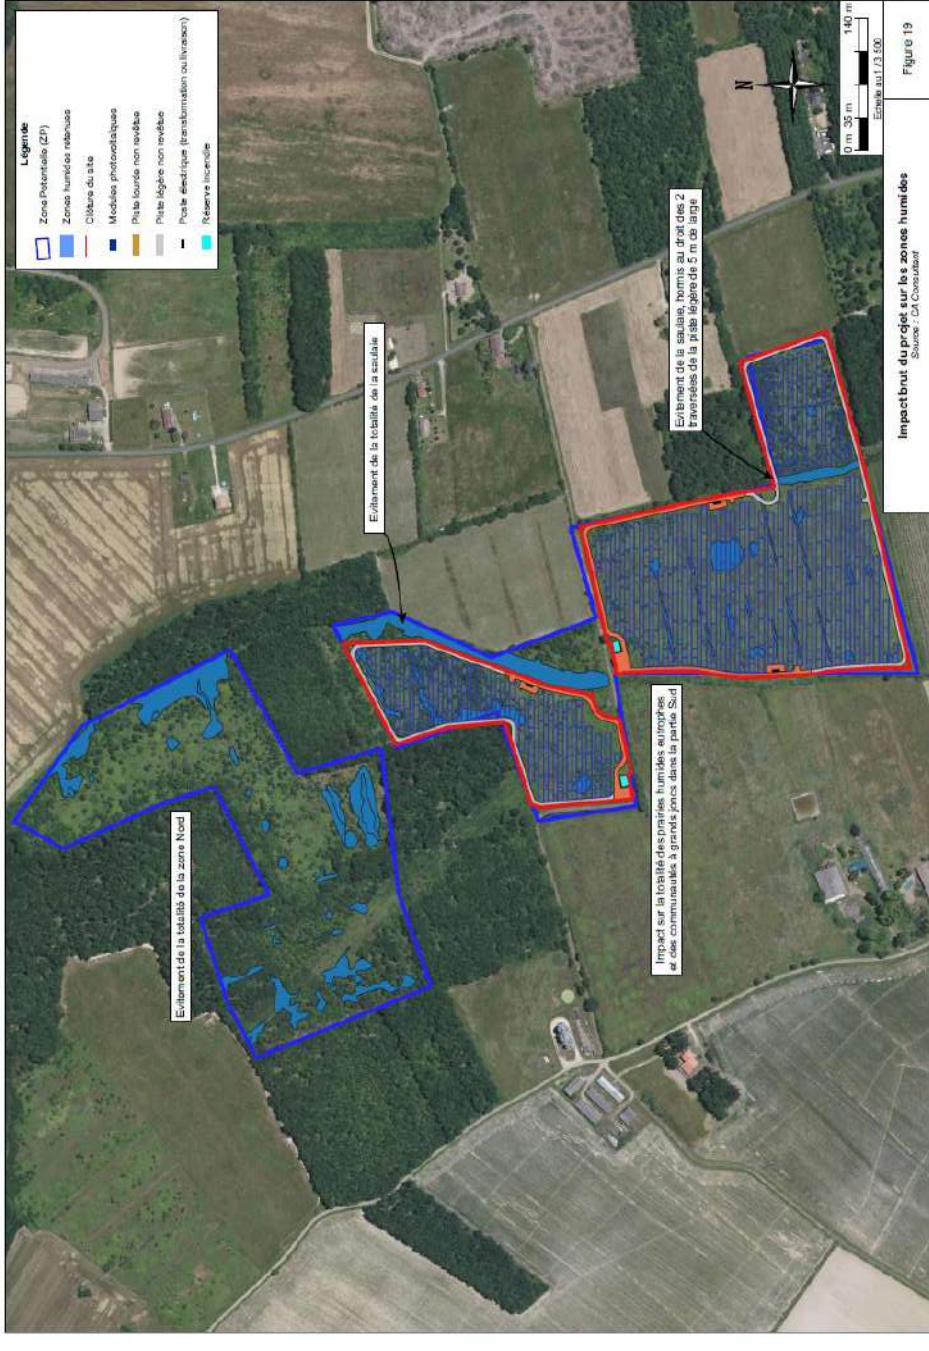 Légende
Zone Potentielle (ZP)
Zones humides retenues
Clôture du site
Modules photovoltaïques
Piste lourde non revêtue
Piste légère non revêtue
Poste électrique (transformation ou livraison)
Réserve incendie
Evitement de la totalité de la zone Nord
Evitement de la totalité de la saulaie
Evitement de la saulaie, hormis au droit des 2
traversées de la piste légère de 5 m de large
Impact sur la totalité des prairies humides eutrophes
et des communautés à grands joncs dans la partie Sud
N
0 m 35 m 140 m
Echelle au 1 / 3 500
Impact brut du projet sur les zones humides
Source : CA Consultant
Figure 19